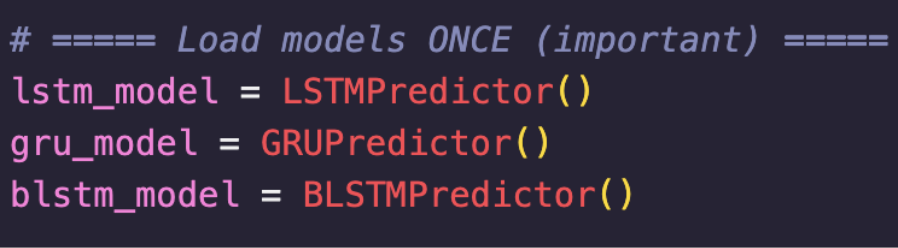 # ===== Load models ONCE (important) =====
lstm_model = LSTMPredictor()
gru_model = GRUPredictor()
blstm_model = BLSTMPredictor()